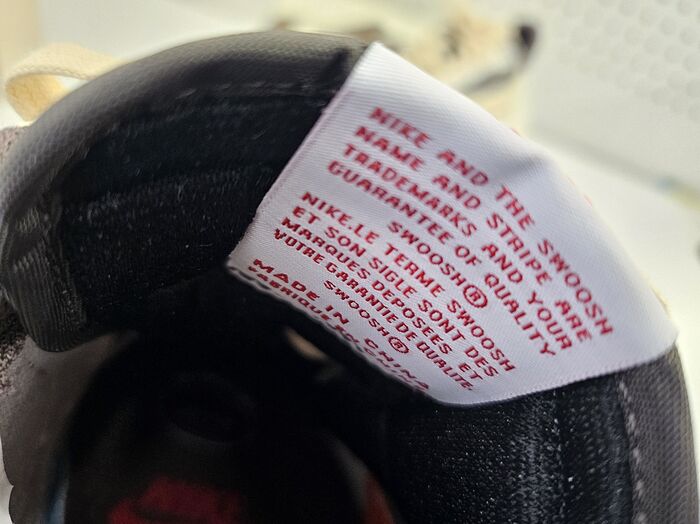 NIKE AND THE SWOOSH
NAME AND STRIPE ARE
TRADEMARKS AND YOUR
GUARANTEE OF QUALITY
SWOOSH®
NIKE.LE TERME SWOOSH
ET SON SIGLE SONT DES
MARQUES DEPOSEES ET
VOTRE GARANTIE DE QUALITE.
SWOOSH®
MADE IN CHINA